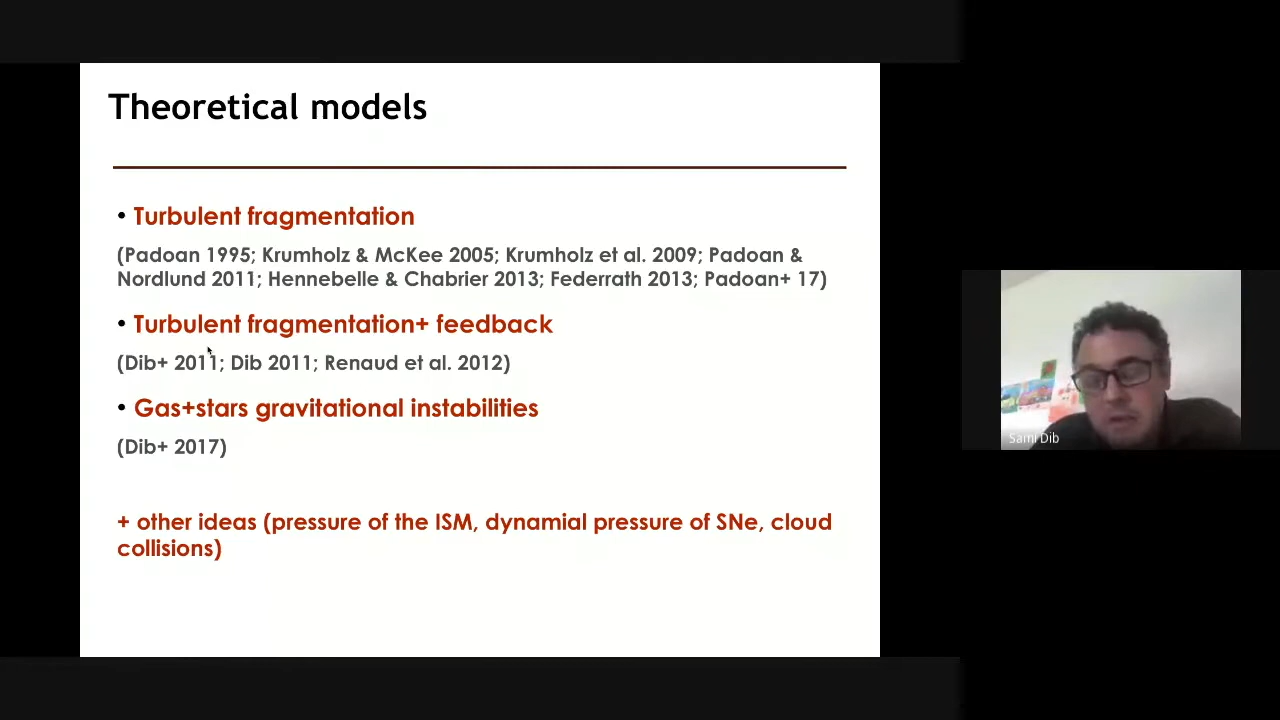 Theoretical models
• Turbulent fragmentation
(Padoan 1995; Krumholz & McKee 2005; Krumholz et al. 2009; Padoan &
Nordlund 2011; Hennebelle & Chabrier 2013; Federrath 2013; Padoan+ 17)
• Turbulent fragmentation+ feedback
(Dib+ 2011; Dib 2011; Renaud et al. 2012)
• Gas+stars gravitational instabilities
(Dib+ 2017)
+ other ideas (pressure of the ISM, dynamial pressure of SNe, cloud
collisions)
Sami Dib